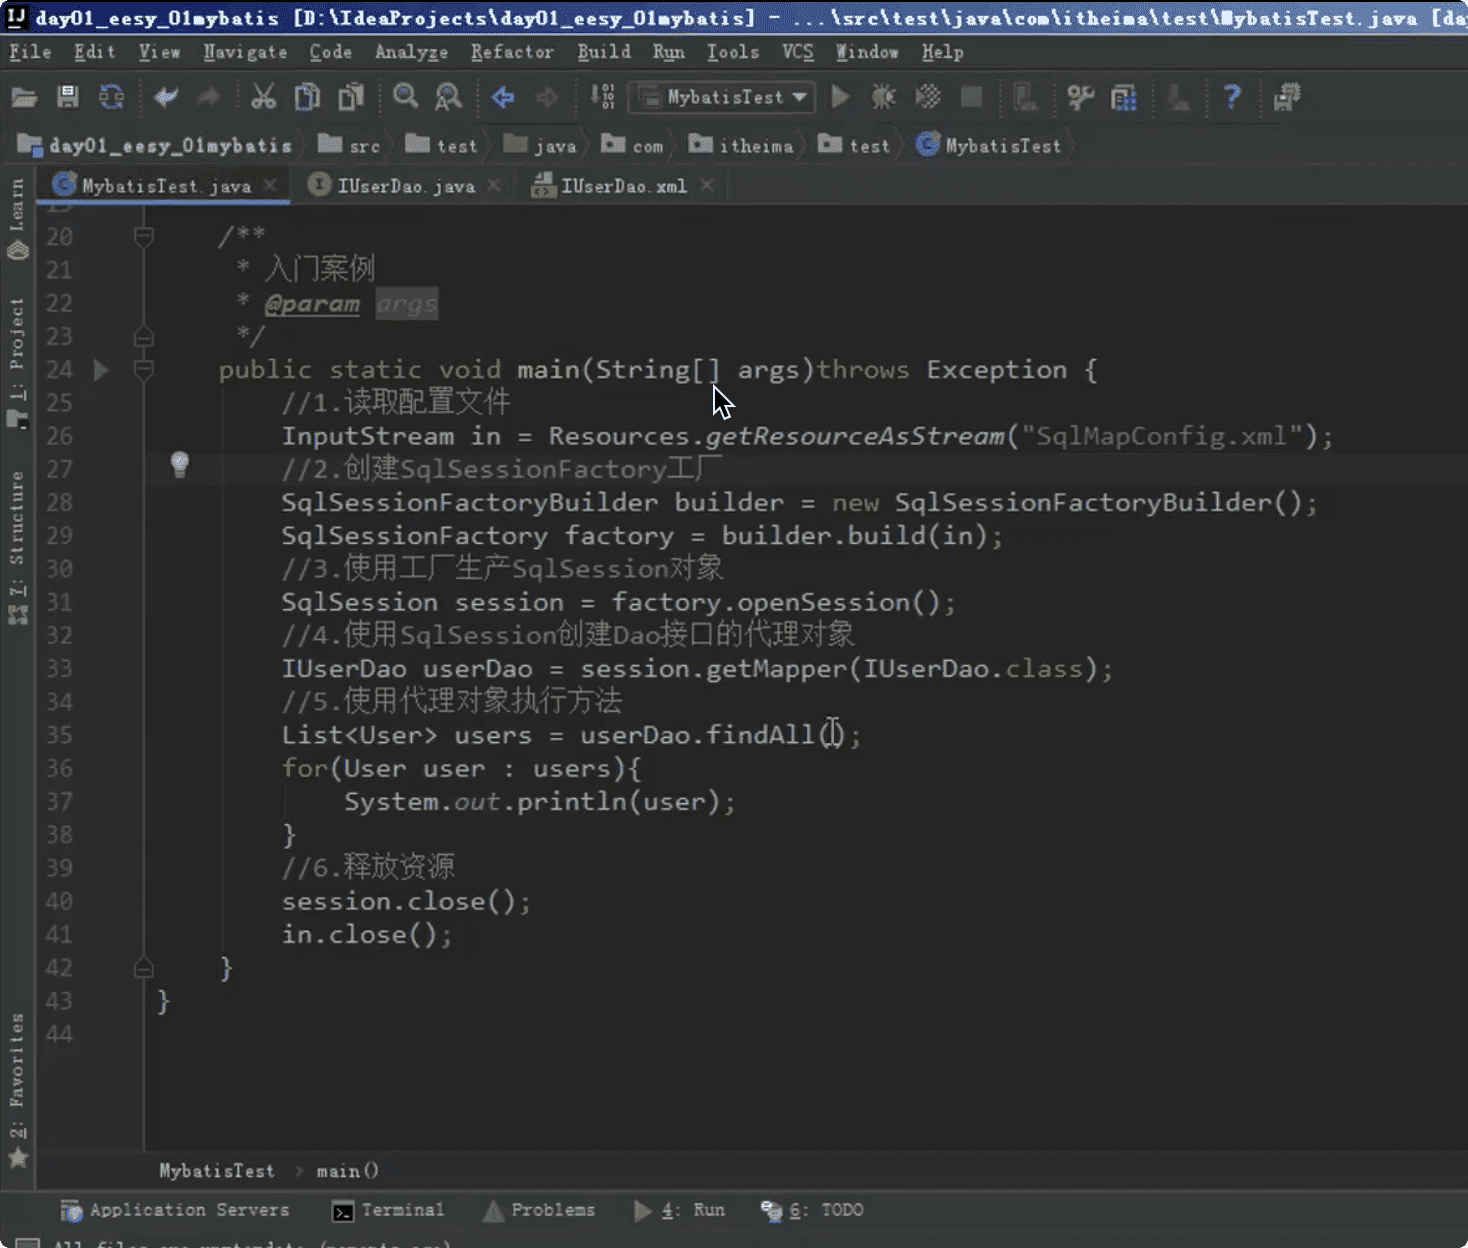 day01_eesy_01mybatis [D:\IdeaProjects\day01_eesy_01mybatis] - ...\src\test\java\com\itheima\test\MybatisTest.java [da
File Edit View Navigate Code Analyze Refactor Build Run Tools VCS Window Help
MybatisTest
day01_eesy_01mybatis src test java com itheima test MybatisTest
MybatisTest.java IUserDao.java IUserDao.xml
Learn
1: Project
7: Structure
2: Favorites
20 /**
21 * 入门案例
22 * @param args
23 */
24 public static void main(String[] args)throws Exception {
25 //1.读取配置文件
26 InputStream in = Resources.getResourceAsStream("SqlMapConfig.xml");
27 //2.创建SqlSessionFactory工厂
28 SqlSessionFactoryBuilder builder = new SqlSessionFactoryBuilder();
29 SqlSessionFactory factory = builder.build(in);
30 //3.使用工厂生产SqlSession对象
31 SqlSession session = factory.openSession();
32 //4.使用SqlSession创建Dao接口的代理对象
33 IUserDao userDao = session.getMapper(IUserDao.class);
34 //5.使用代理对象执行方法
35 List<User> users = userDao.findAll();
36 for(User user : users){
37 System.out.println(user);
38 }
39 //6.释放资源
40 session.close();
41 in.close();
42 }
43 }
44
MybatisTest main()
Application Servers Terminal Problems 4: Run 6: TODO